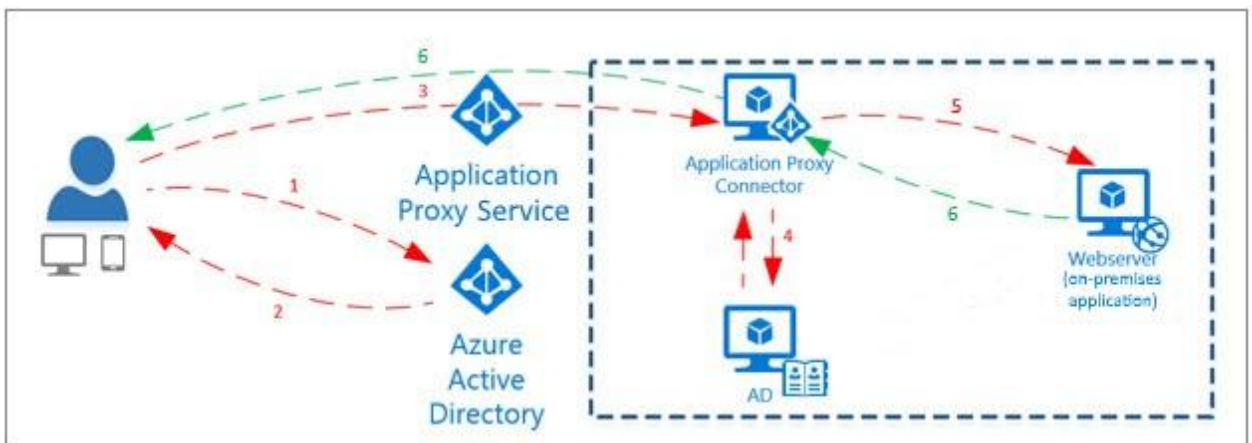 6
3
5
Application Proxy
Connector
Application
Proxy Service
1
6
4
Webserver
(on-premises
application)
2
Azure
Active
Directory
AD